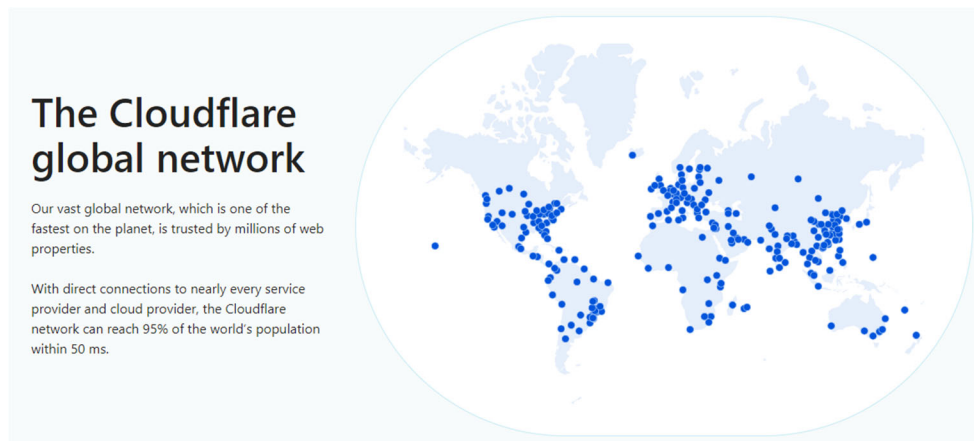 The Cloudflare
global network
Our vast global network, which is one of the
fastest on the planet, is trusted by millions of web
properties.
With direct connections to nearly every service
provider and cloud provider, the Cloudflare
network can reach 95% of the world's population
within 50 ms.